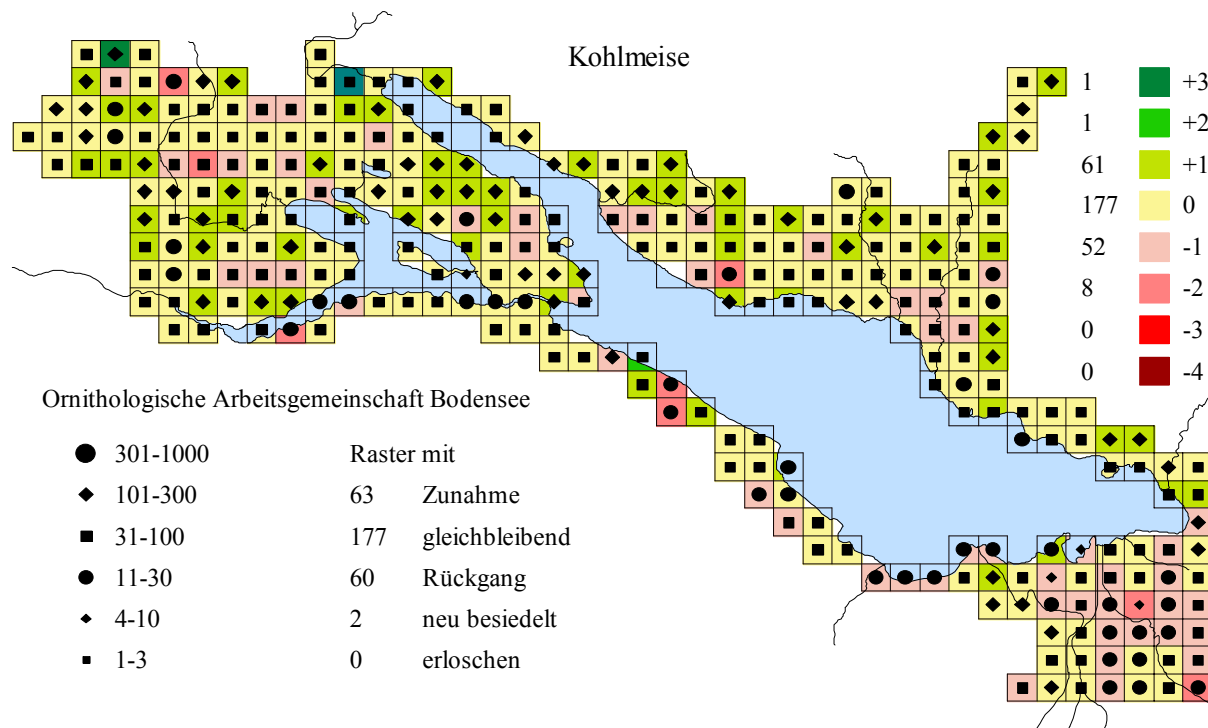 Kohlmeise
1 +3
1 +2
61 +1
177 0
52 -1
8 -2
0 -3
0 -4
Ornithologische Arbeitsgemeinschaft Bodensee
301-1000 Raster mit
101-300 63 Zunahme
31-100 177 gleichbleibend
11-30 60 Rückgang
4-10 2 neu besiedelt
1-3 0 erloschen